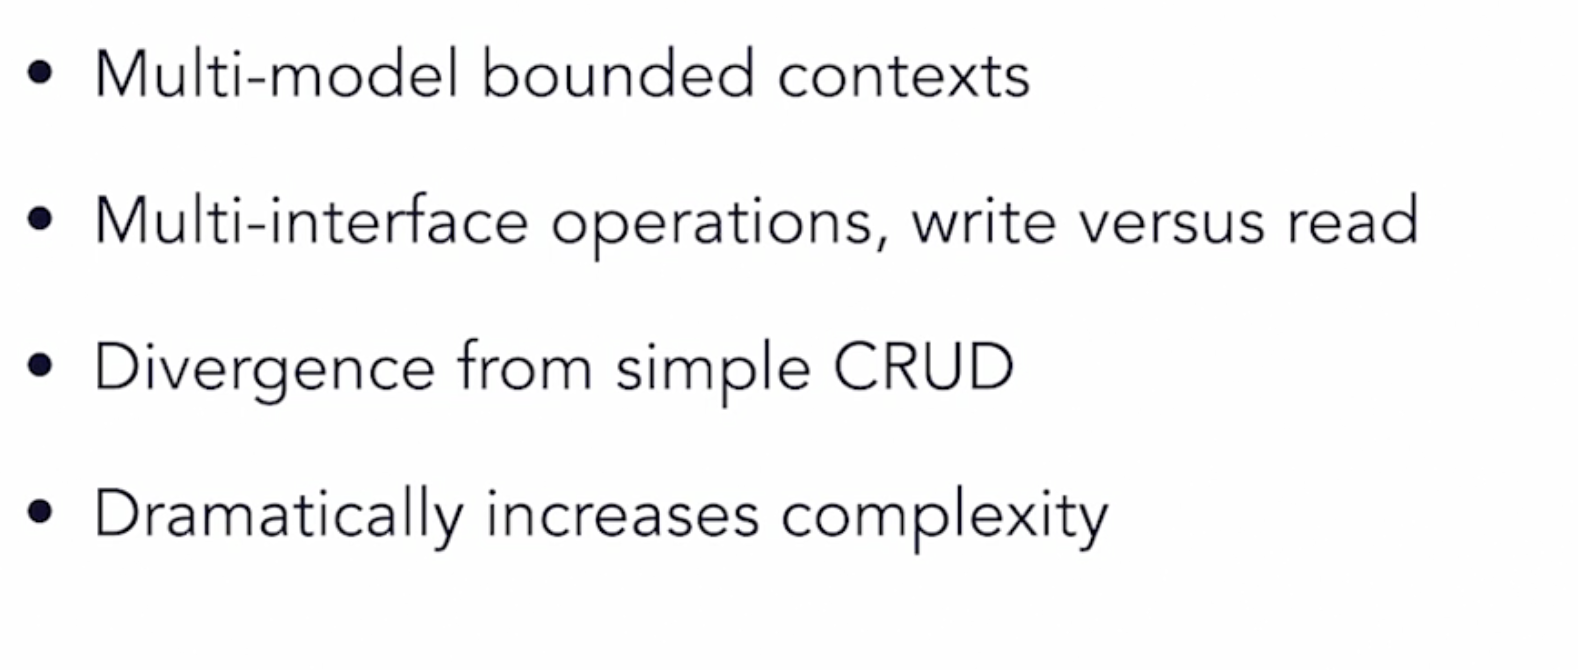 • Multi-model bounded contexts
• Multi-interface operations, write versus read
• Divergence from simple CRUD
• Dramatically increases complexity